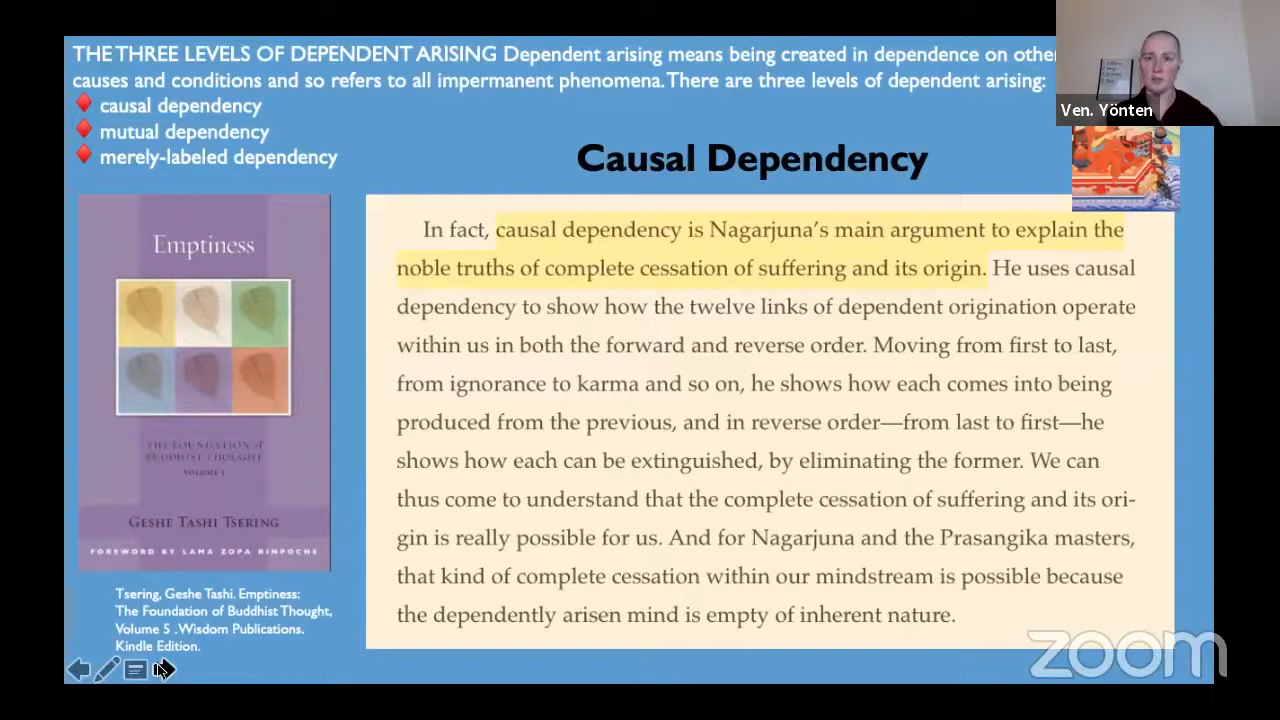 THE THREE LEVELS OF DEPENDENT ARISING Dependent arising means being created in dependence on other
causes and conditions and so refers to all impermanent phenomena. There are three levels of dependent arising:
causal dependency
mutual dependency
merely-labeled dependency
Ven. Yönten
Causal Dependency
Emptiness
THE FOUNDATION of
BUDDHIST THOUGHT
VOLUME 5
GESHE TASHI TSERING
FOREWORD BY LAMA ZOPA RINPOCHE
Tsering, Geshe Tashi. Emptiness:
The Foundation of Buddhist Thought,
Volume 5 . Wisdom Publications.
Kindle Edition.
In fact, causal dependency is Nagarjuna’s main argument to explain the
noble truths of complete cessation of suffering and its origin. He uses causal
dependency to show how the twelve links of dependent origination operate
within us in both the forward and reverse order. Moving from first to last,
from ignorance to karma and so on, he shows how each comes into being
produced from the previous, and in reverse order—from last to first—he
shows how each can be extinguished, by eliminating the former. We can
thus come to understand that the complete cessation of suffering and its ori-
gin is really possible for us. And for Nagarjuna and the Prasangika masters,
that kind of complete cessation within our mindstream is possible because
the dependently arisen mind is empty of inherent nature.
zoom